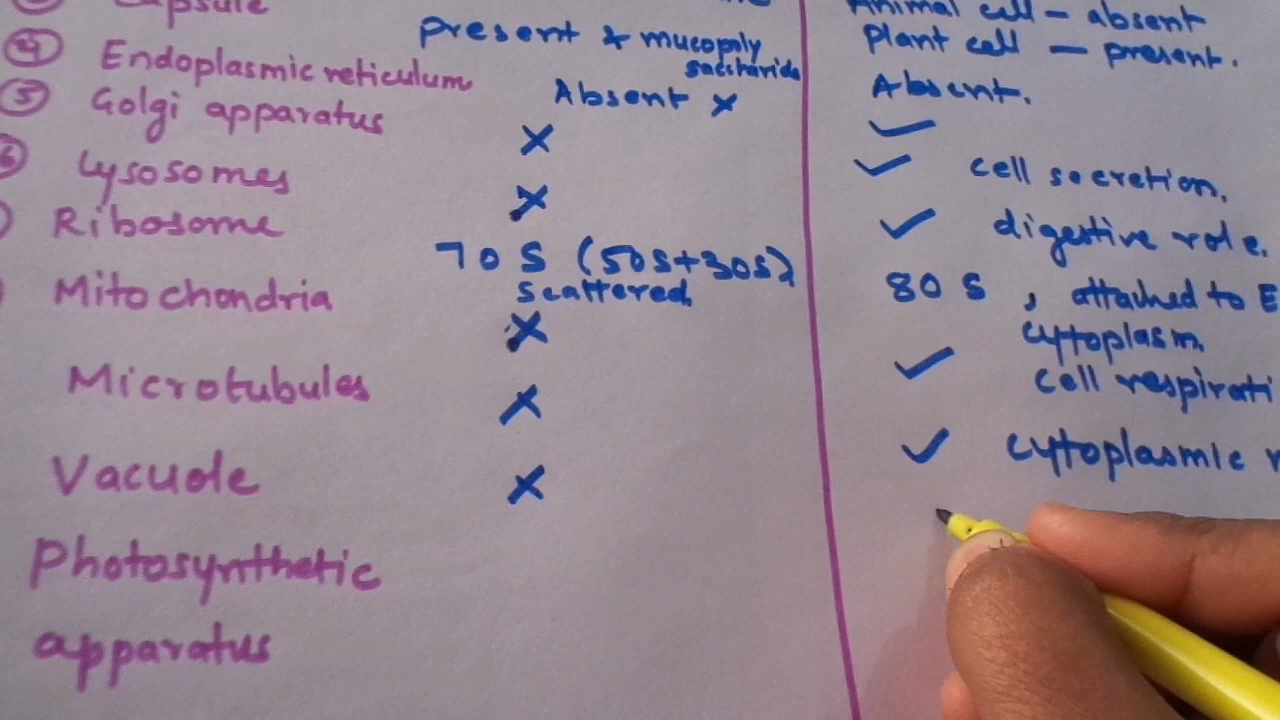 Capsule
Animal cell – absent
④ Endoplasmic reticulum present & mucopoly saccharide Plant cell – present.
⑤ Golgi apparatus Absent × Absent.
× ✓
6 Lysosomes × ✓ cell secretion.
Ribosome 70 S (50s+30s) ✓ digestive role.
Mitochondria scattered. 80 S , attached to E
× cytoplasm.
Microtubules × ✓ cell respirati
Vacuole × ✓ cytoplasmic
Photosynthetic
apparatus